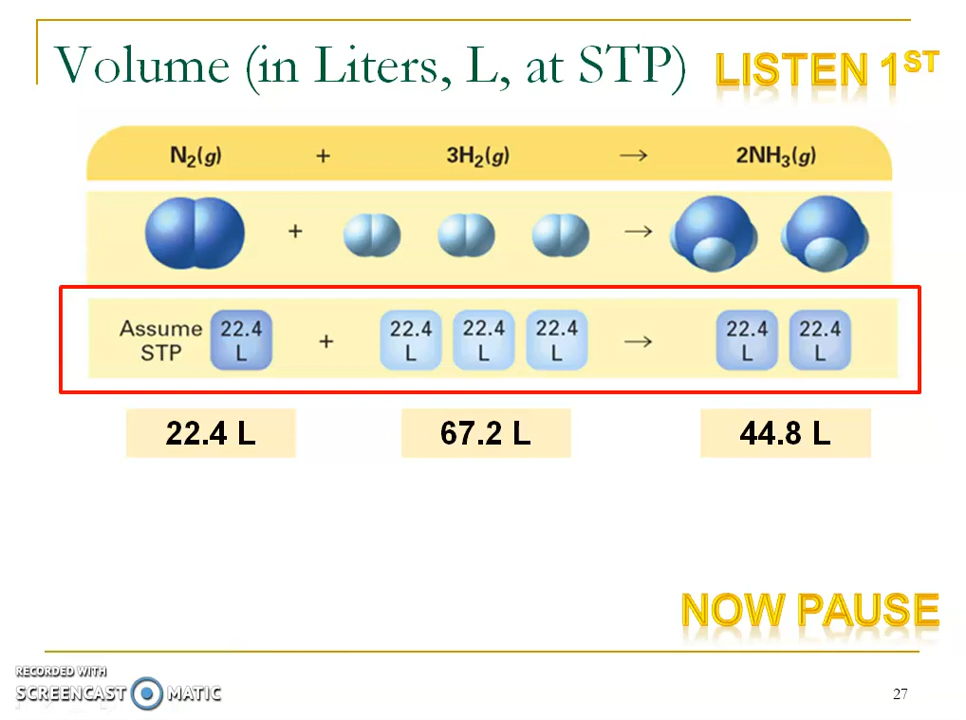 Volume (in Liters, L, at STP)
LISTEN 1ST
N2(g) + 3H2(g) → 2NH3(g)
+ →
Assume STP 22.4 L + 22.4 L 22.4 L 22.4 L → 22.4 L 22.4 L
22.4 L 67.2 L 44.8 L
NOW PAUSE
RECORDED WITH
SCREENCAST MATIC
27